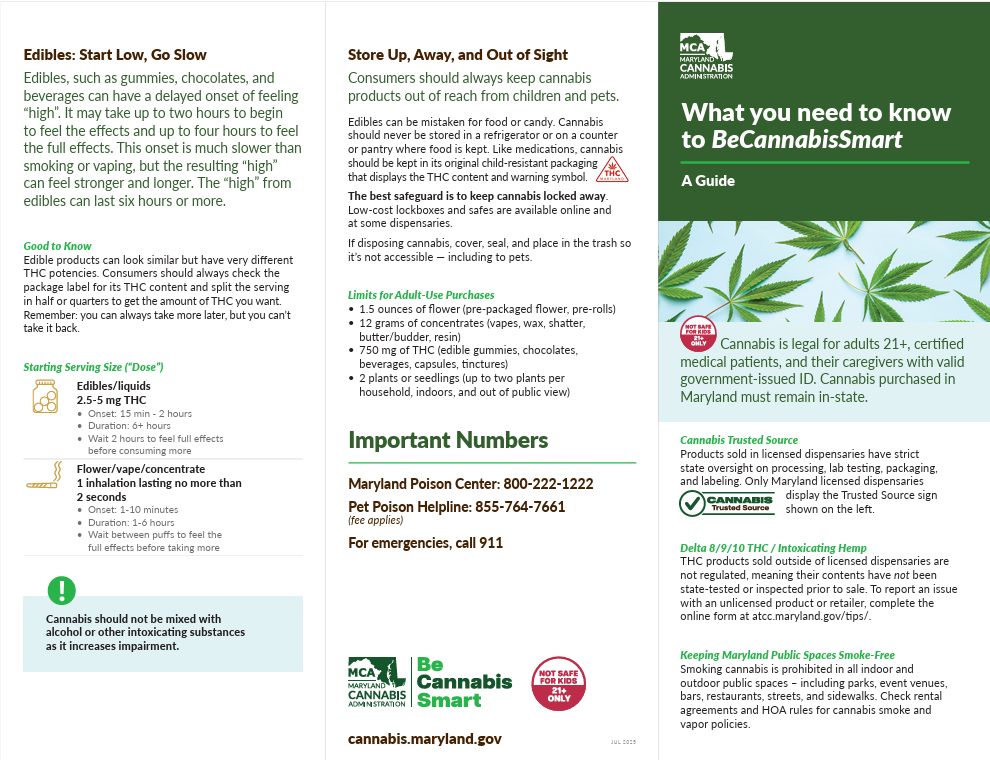 Edibles: Start Low, Go Slow
Edibles, such as gummies, chocolates, and
beverages can have a delayed onset of feeling
“high”. It may take up to two hours to begin
to feel the effects and up to four hours to feel
the full effects. This onset is much slower than
smoking or vaping, but the resulting “high”
can feel stronger and longer. The “high” from
edibles can last six hours or more.
Good to Know
Edible products can look similar but have very different
THC potencies. Consumers should always check the
package label for its THC content and split the serving
in half or quarters to get the amount of THC you want.
Remember: you can always take more later, but you can’t
take it back.
Starting Serving Size (“Dose”)
Edibles/liquids
2.5-5 mg THC
• Onset: 15 min - 2 hours
• Duration: 6+ hours
• Wait 2 hours to feel full effects
before consuming more
Flower/vape/concentrate
1 inhalation lasting no more than
2 seconds
• Onset: 1-10 minutes
• Duration: 1-6 hours
• Wait between puffs to feel the
full effects before taking more
!
Cannabis should not be mixed with
alcohol or other intoxicating substances
as it increases impairment.
Store Up, Away, and Out of Sight
Consumers should always keep cannabis
products out of reach from children and pets.
Edibles can be mistaken for food or candy. Cannabis
should never be stored in a refrigerator or on a counter
or pantry where food is kept. Like medications, cannabis
should be kept in its original child-resistant packaging
that displays the THC content and warning symbol.
THC
MARYLAND
The best safeguard is to keep cannabis locked away.
Low-cost lockboxes and safes are available online and
at some dispensaries.
If disposing cannabis, cover, seal, and place in the trash so
it’s not accessible — including to pets.
Limits for Adult-Use Purchases
• 1.5 ounces of flower (pre-packaged flower, pre-rolls)
• 12 grams of concentrates (vapes, wax, shatter,
butter/budder, resin)
• 750 mg of THC (edible gummies, chocolates,
beverages, capsules, tinctures)
• 2 plants or seedlings (up to two plants per
household, indoors, and out of public view)
Important Numbers
Maryland Poison Center: 800-222-1222
Pet Poison Helpline: 855-764-7661
(fee applies)
For emergencies, call 911
MCA
MARYLAND
CANNABIS
ADMINISTRATION
Be
Cannabis
Smart
NOT SAFE
FOR KIDS
21+
ONLY
cannabis.maryland.gov
JUL 2025
MCA
MARYLAND
CANNABIS
ADMINISTRATION
What you need to know
to BeCannabisSmart
A Guide
NOT SAFE
FOR KIDS
21+
ONLY
Cannabis is legal for adults 21+, certified
medical patients, and their caregivers with valid
government-issued ID. Cannabis purchased in
Maryland must remain in-state.
Cannabis Trusted Source
Products sold in licensed dispensaries have strict
state oversight on processing, lab testing, packaging,
and labeling. Only Maryland licensed dispensaries
display the Trusted Source sign
shown on the left.
CANNABIS
Trusted Source
Delta 8/9/10 THC / Intoxicating Hemp
THC products sold outside of licensed dispensaries are
not regulated, meaning their contents have not been
state-tested or inspected prior to sale. To report an issue
with an unlicensed product or retailer, complete the
online form at atcc.maryland.gov/tips/.
Keeping Maryland Public Spaces Smoke-Free
Smoking cannabis is prohibited in all indoor and
outdoor public spaces – including parks, event venues,
bars, restaurants, streets, and sidewalks. Check rental
agreements and HOA rules for cannabis smoke and
vapor policies.